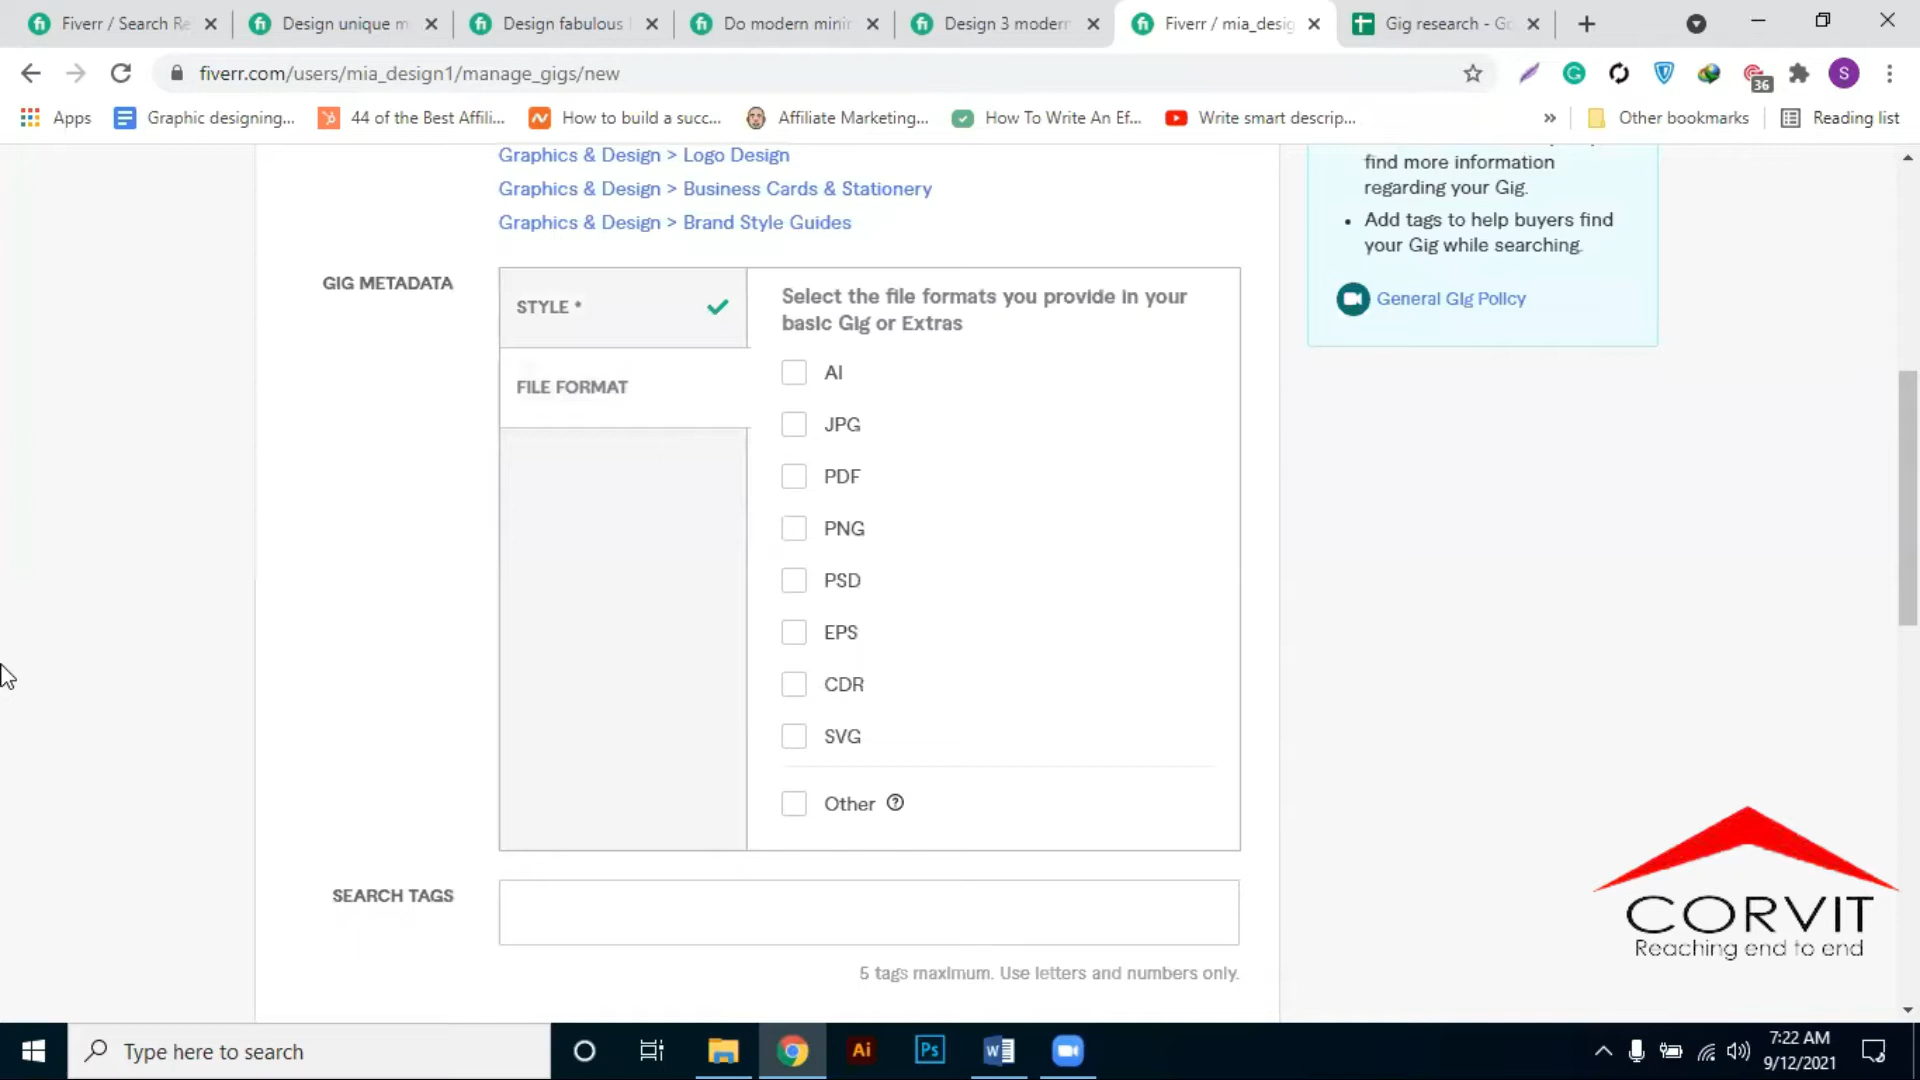 Fiverr / Search Re
Design unique m
Design fabulous
Do modern mini
Design 3 modern
Fiverr / mia_desig
Gig research - Go
fiverr.com/users/mia_design1/manage_gigs/new
36
S
Apps
Graphic designing...
44 of the Best Affili...
How to build a succ...
Affiliate Marketing...
How To Write An Ef...
Write smart descrip...
»
Other bookmarks
Reading list
Graphics & Design > Logo Design
Graphics & Design > Business Cards & Stationery
Graphics & Design > Brand Style Guides
find more information
regarding your Gig.
• Add tags to help buyers find
your Gig while searching.
General Gig Policy
GIG METADATA
STYLE *
FILE FORMAT
Select the file formats you provide in your
basic Gig or Extras
AI
JPG
PDF
PNG
PSD
EPS
CDR
SVG
Other
SEARCH TAGS
5 tags maximum. Use letters and numbers only.
CORVIT
Reaching end to end
Type here to search
Ai
Ps
7:22 AM
9/12/2021